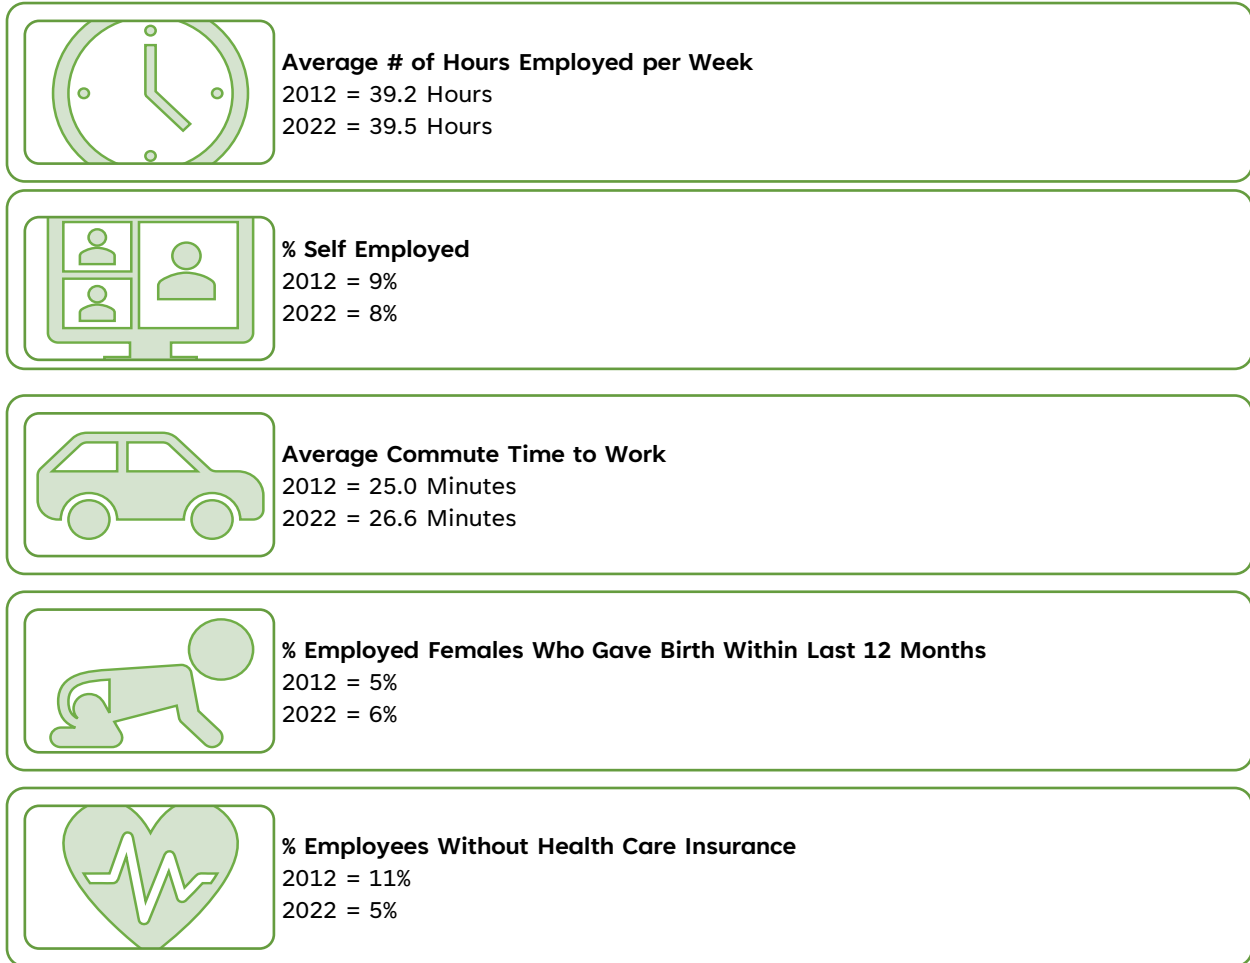 Average # of Hours Employed per Week
2012 = 39.2 Hours
2022 = 39.5 Hours
% Self Employed
2012 = 9%
2022 = 8%
Average Commute Time to Work
2012 = 25.0 Minutes
2022 = 26.6 Minutes
% Employed Females Who Gave Birth Within Last 12 Months
2012 = 5%
2022 = 6%
% Employees Without Health Care Insurance
2012 = 11%
2022 = 5%